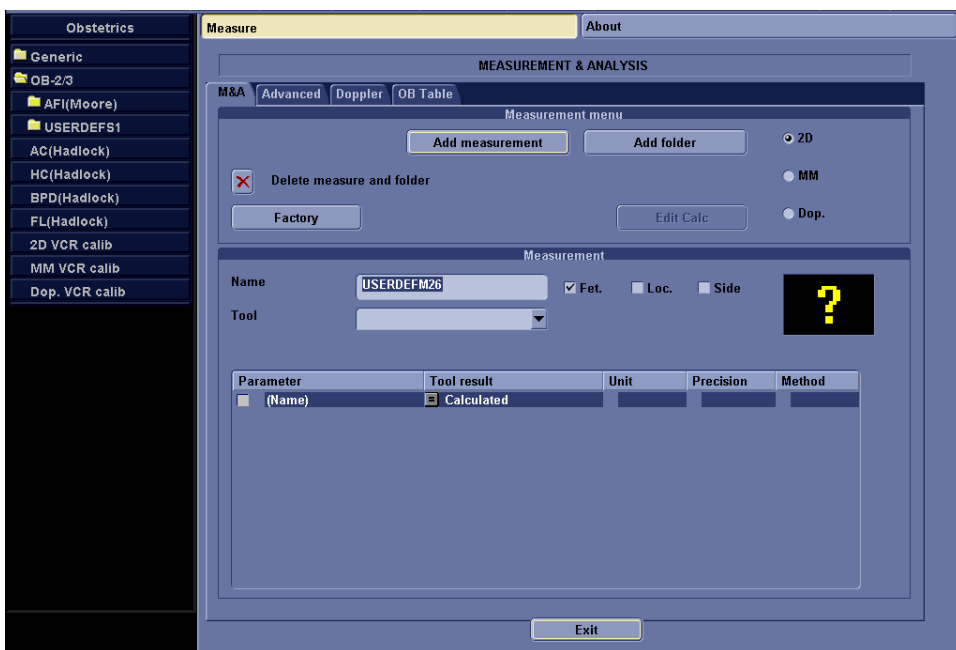 Obstetrics
Generic
OB-2/3
AFI(Moore)
USERDEFS1
AC(Hadlock)
HC(Hadlock)
BPD(Hadlock)
FL(Hadlock)
2D VCR calib
MM VCR calib
Dop. VCR calib
Measure About
MEASUREMENT & ANALYSIS
M&A Advanced Doppler OB Table
Measurement menu
Add measurement Add folder 2D
Delete measure and folder MM
Factory Edit Calc Dop.
Measurement
Name USERDEFM26 Fet. Loc. Side
?
Tool
Parameter Tool result Unit Precision Method
(Name) = Calculated
Exit